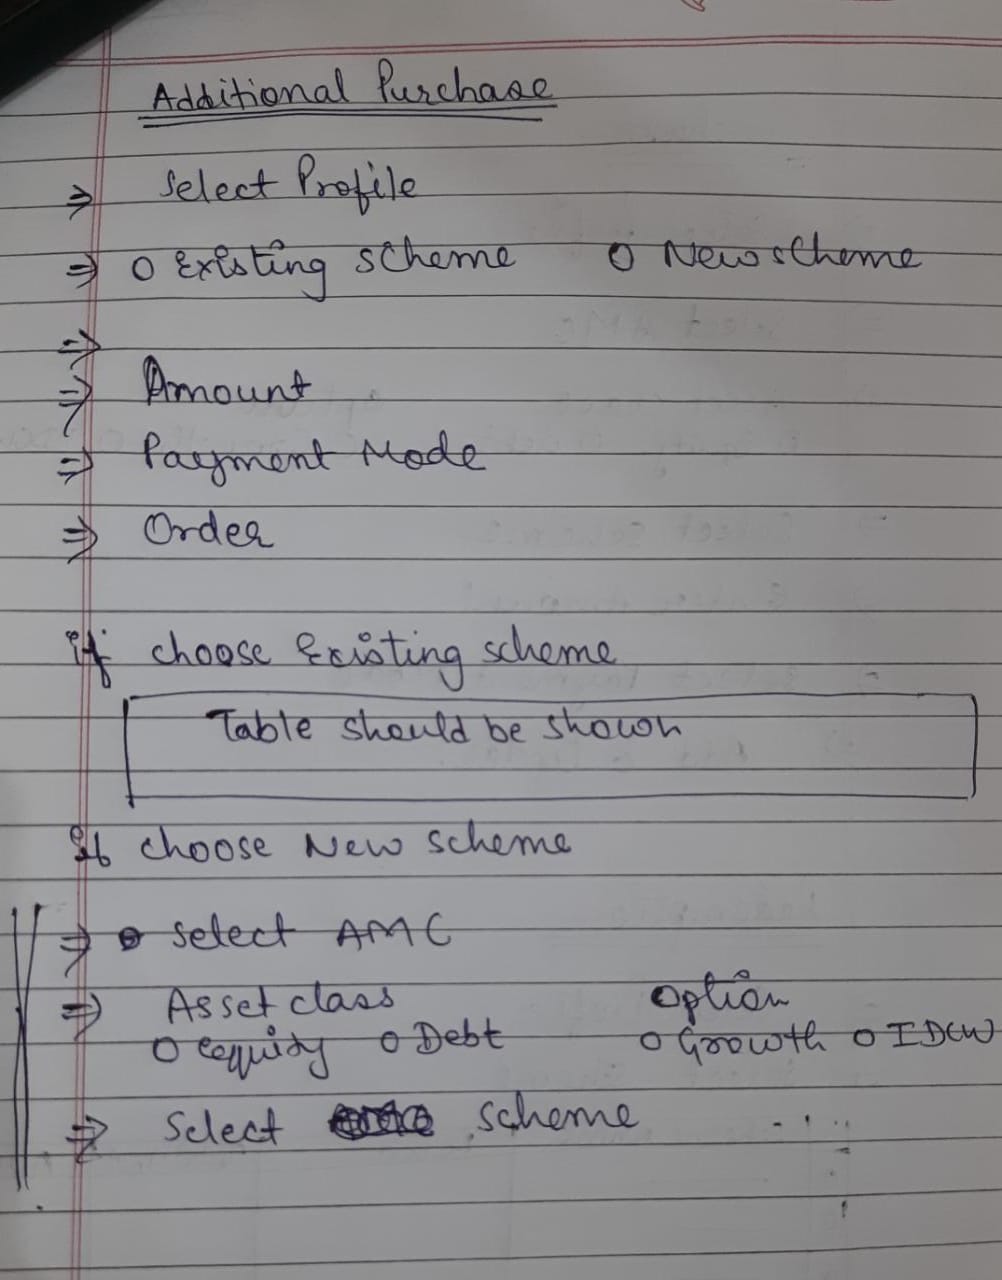 Additional Purchase
⇒ Select Profile
⇒ O Existing scheme O New scheme
⇒
⇒ Amount
⇒ Payment Mode
⇒ Order
if choose Existing scheme
Table should be shown
If choose New scheme
⇒ Select AMC
⇒ Asset class Option
O Equity O Debt O Growth O IDCW
⇒ Select scheme